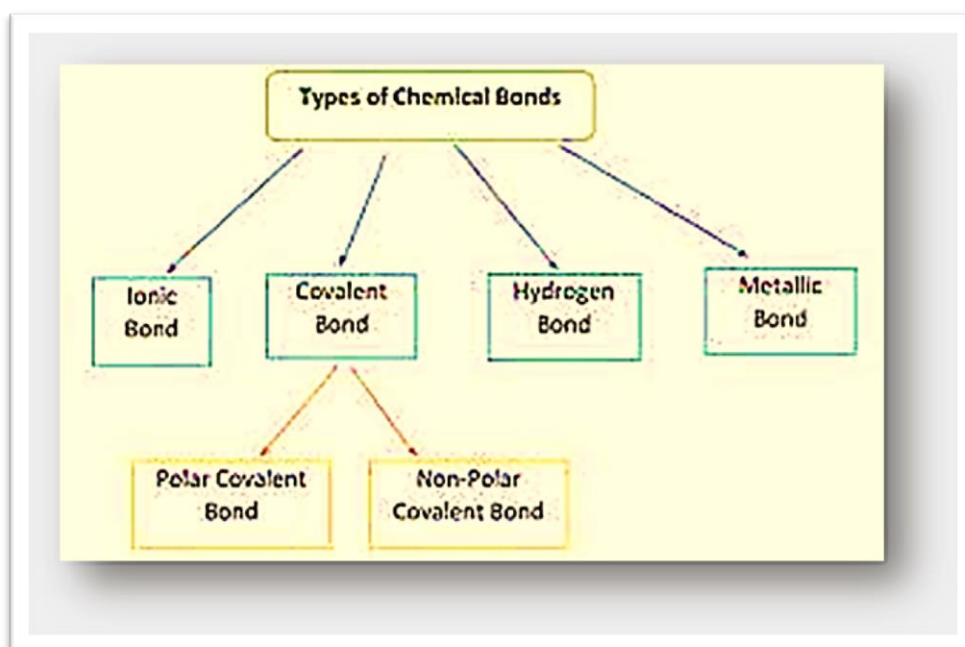 Types of Chemical Bonds
Ionic
Bond
Covalent
Bond
Hydrogen
Bond
Metallic
Bond
Polar Covalent
Bond
Non-Polar
Covalent Bond